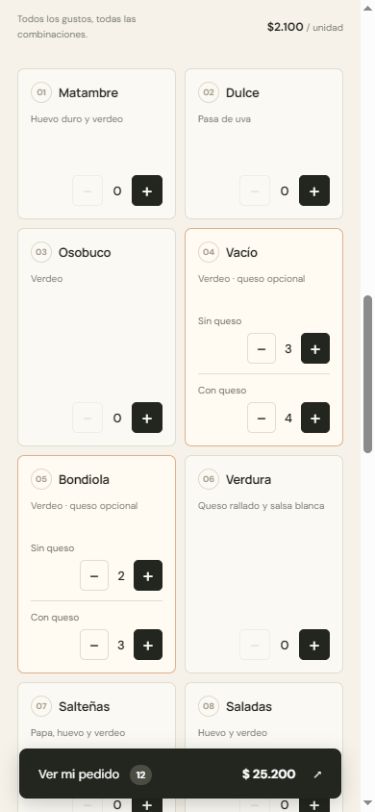 Todos los gustos, todas las
combinaciones.
$2.100 / unidad
01 Matambre
Huevo duro y verdeo
− 0 +
02 Dulce
Pasa de uva
− 0 +
03 Osobuco
Verdeo
− 0 +
04 Vacío
Verdeo · queso opcional
Sin queso
− 3 +
Con queso
− 4 +
05 Bondiola
Verdeo · queso opcional
Sin queso
− 2 +
Con queso
− 3 +
06 Verdura
Queso rallado y salsa blanca
− 0 +
07 Salteñas
Papa, huevo y verdeo
0
08 Saladas
Huevo y verdeo
0
Ver mi pedido 12 $ 25.200 ↗